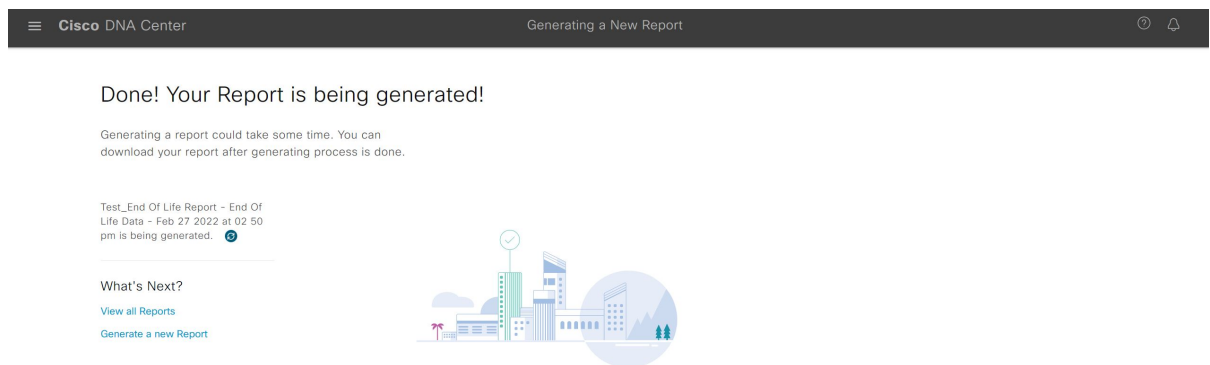 Cisco DNA Center
Generating a New Report
Done! Your Report is being generated!
Generating a report could take some time. You can
download your report after generating process is done.
Test_End Of Life Report - End Of
Life Data - Feb 27 2022 at 02 50
pm is being generated.
What's Next?
View all Reports
Generate a new Report